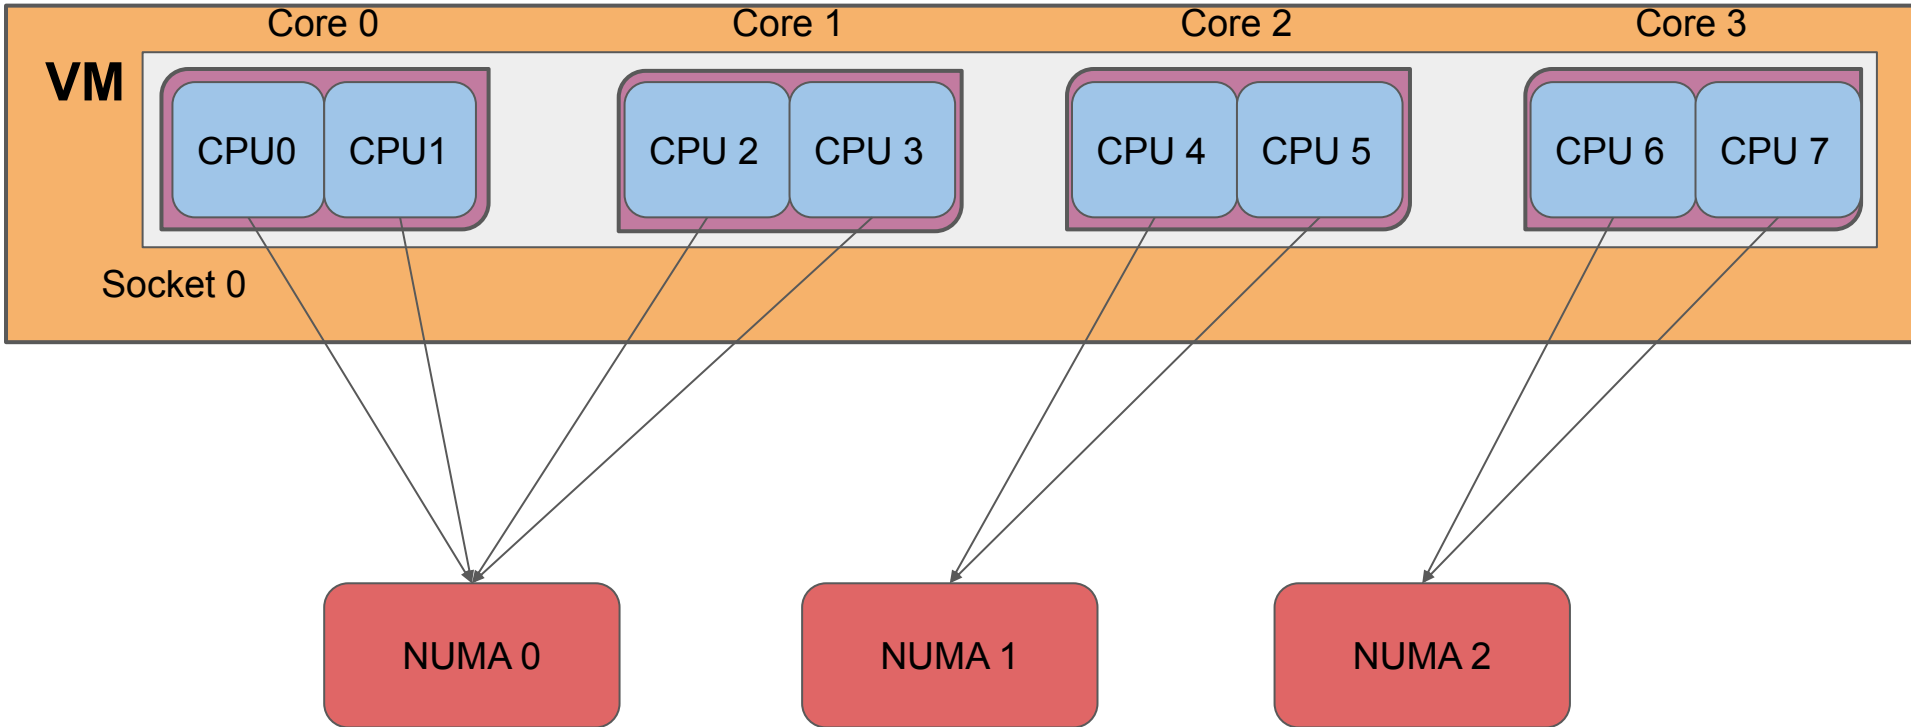 Core 0
Core 1
Core 2
Core 3
VM
CPU0
CPU1
CPU 2
CPU 3
CPU 4
CPU 5
CPU 6
CPU 7
Socket 0
NUMA 0
NUMA 1
NUMA 2